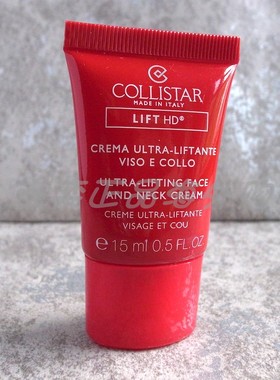 COLLISTAR
MADE IN ITALY
LIFT HD®
CREMA ULTRA-LIFTANTE
VISO E COLLO
ULTRA-LIFTING FACE
AND NECK CREAM
CREME ULTRA-LIFTANTE
VISAGE ET COU
e 15 ml 0.5 FL.OZ